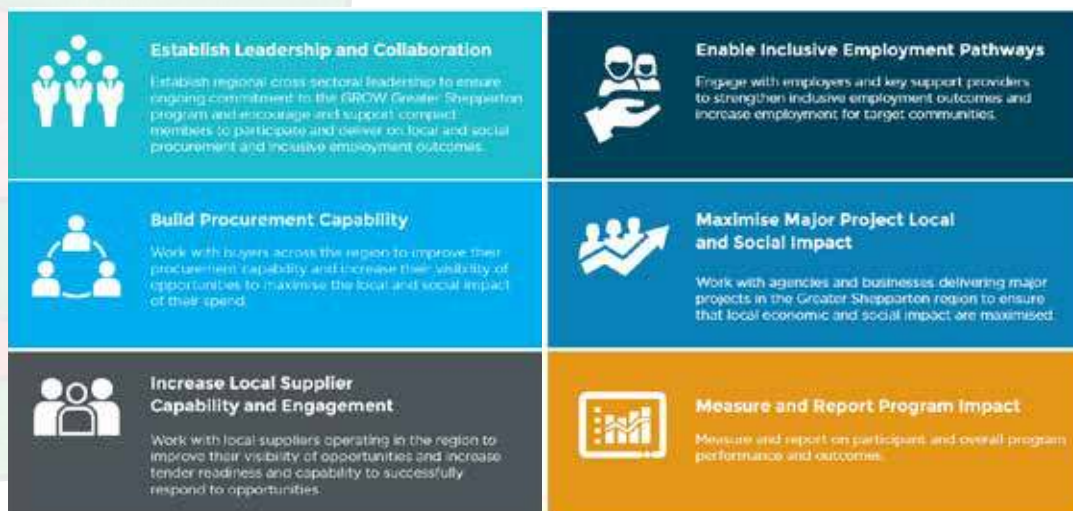 Establish Leadership and Collaboration
Establish regional cross sectoral leadership to ensure
ongoing commitment to the GROW Greater Shepparton
program and encourage and support compact
members to participate and deliver on local and social
procurement and inclusive employment outcomes.
Enable Inclusive Employment Pathways
Engage with employers and key support providers
to strengthen inclusive employment outcomes and
increase employment for target communities.
Build Procurement Capability
Work with buyers across the region to improve their
procurement capability and increase their visibility of
opportunities to maximise the local and social impact
of their spend.
Maximise Major Project Local
and Social Impact
Work with agencies and businesses delivering major
projects in the Greater Shepparton region to ensure
that local economic and social impact are maximised.
Increase Local Supplier
Capability and Engagement
Work with local suppliers operating in the region to
improve their visibility of opportunities and increase
tender readiness and capability to successfully
respond to opportunities.
Measure and Report Program Impact
Measure and report on participant and overall program
performance and outcomes.